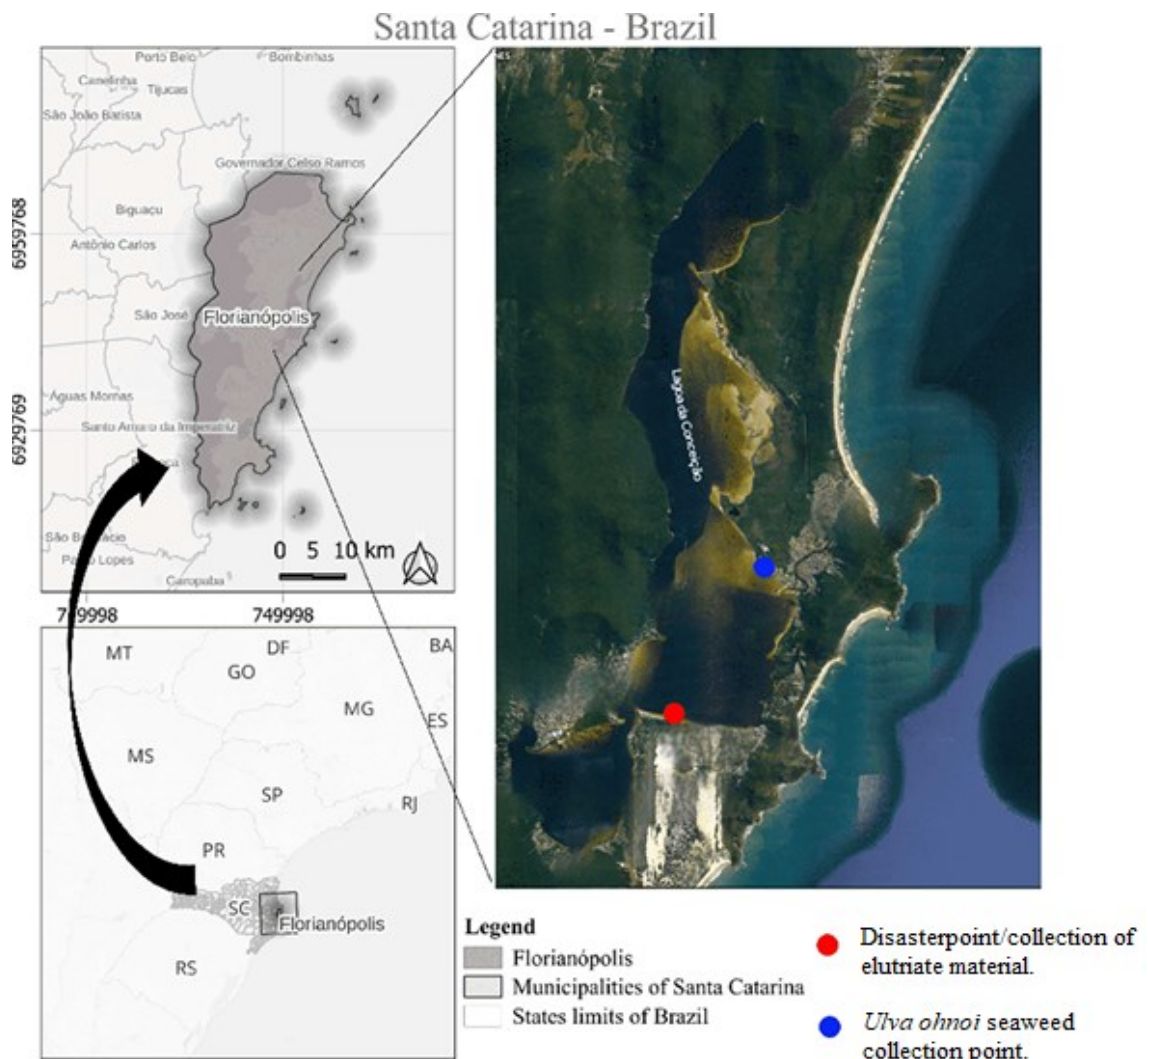 Santa Catarina - Brazil
Porto Belo
Bombinhas
Canelinha
Tijucas
São João Batista
Governador Celso Ramos
Biguaçu
Antônio Carlos
São José
Florianópolis
Águas Mornas
Santo Amaro da Imperatriz
Paulo Lopes
Garopaba
6959768
6929769
0 5 10 km
749998
MT
DF
BA
GO
MG
ES
MS
SP
RJ
PR
SC
Florianópolis
RS
Lagoa da Conceição
Legend
Florianópolis
Municipalities of Santa Catarina
States limits of Brazil
Disasterpoint/collection of
elutriate material.
Ulva ohnoi seaweed
collection point.